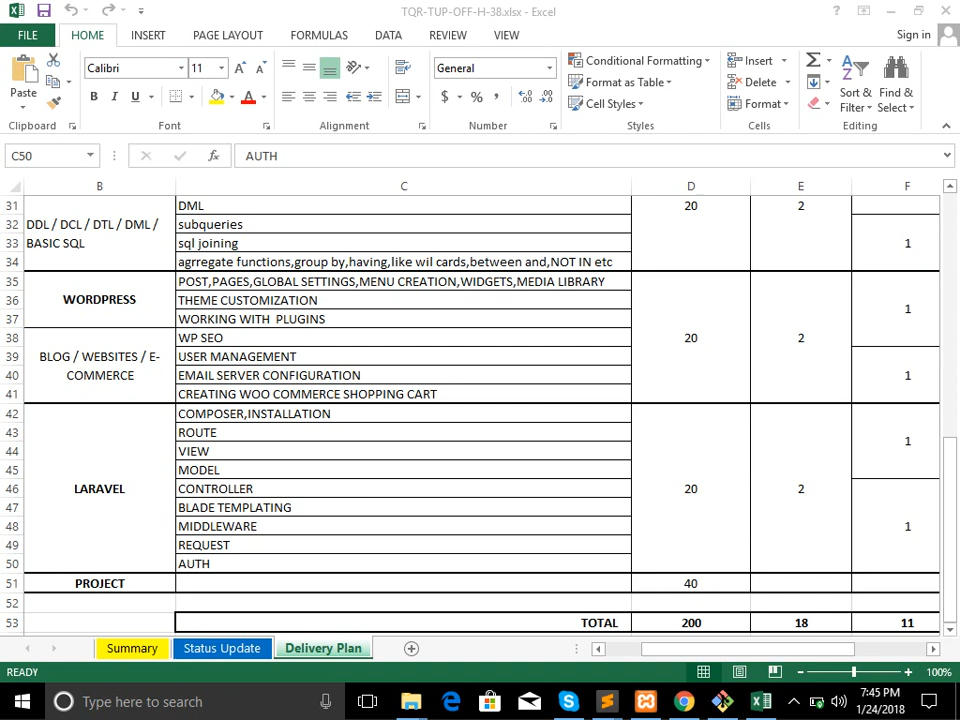 TQR-TUP-OFF-H-38.xlsx - Excel
FILE HOME INSERT PAGE LAYOUT FORMULAS DATA REVIEW VIEW Sign in
Paste
Calibri 11
B I U
General
$ % ,
Conditional Formatting
Format as Table
Cell Styles
Insert
Delete
Format
Sort & Filter
Find & Select
Clipboard Font Alignment Number Styles Cells Editing
C50 fx AUTH
B C D E F
31 DML 20 2
32 DDL / DCL / DTL / DML / subqueries
33 BASIC SQL sql joining 1
34 agrregate functions,group by,having,like wil cards,between and,NOT IN etc
35 POST,PAGES,GLOBAL SETTINGS,MENU CREATION,WIDGETS,MEDIA LIBRARY
36 WORDPRESS THEME CUSTOMIZATION 1
37 WORKING WITH PLUGINS
38 WP SEO 20 2
39 BLOG / WEBSITES / E- USER MANAGEMENT
40 COMMERCE EMAIL SERVER CONFIGURATION 1
41 CREATING WOO COMMERCE SHOPPING CART
42 COMPOSER,INSTALLATION
43 ROUTE 1
44 VIEW
45 MODEL
46 LARAVEL CONTROLLER 20 2
47 BLADE TEMPLATING
48 MIDDLEWARE 1
49 REQUEST
50 AUTH
51 PROJECT 40
52
53 TOTAL 200 18 11
Summary Status Update Delivery Plan
READY 100%
Type here to search
7:45 PM
1/24/2018